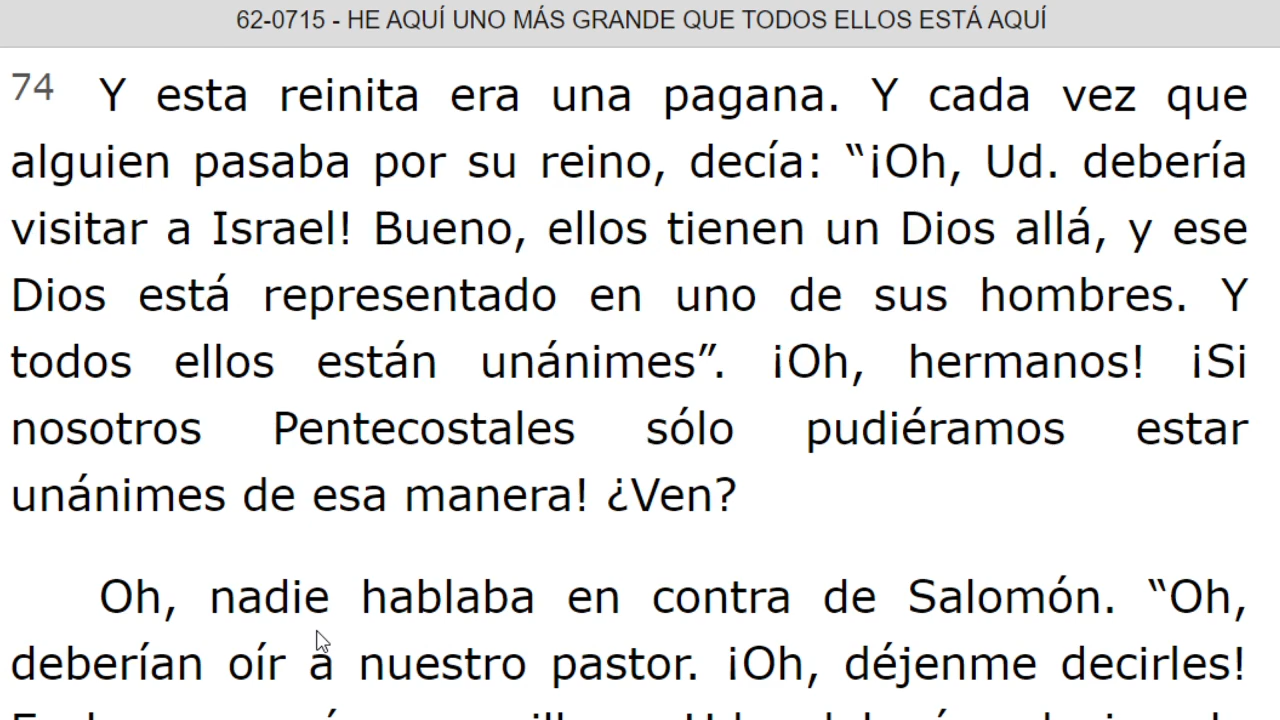 62-0715 - HE AQUÍ UNO MÁS GRANDE QUE TODOS ELLOS ESTÁ AQUÍ
74 Y esta reinita era una pagana. Y cada vez que
alguien pasaba por su reino, decía: “¡Oh, Ud. debería
visitar a Israel! Bueno, ellos tienen un Dios allá, y ese
Dios está representado en uno de sus hombres. Y
todos ellos están unánimes”. ¡Oh, hermanos! ¡Si
nosotros Pentecostales sólo pudiéramos estar
unánimes de esa manera! ¿Ven?
Oh, nadie hablaba en contra de Salomón. “Oh,
deberían oír a nuestro pastor. ¡Oh, déjenme decirles!